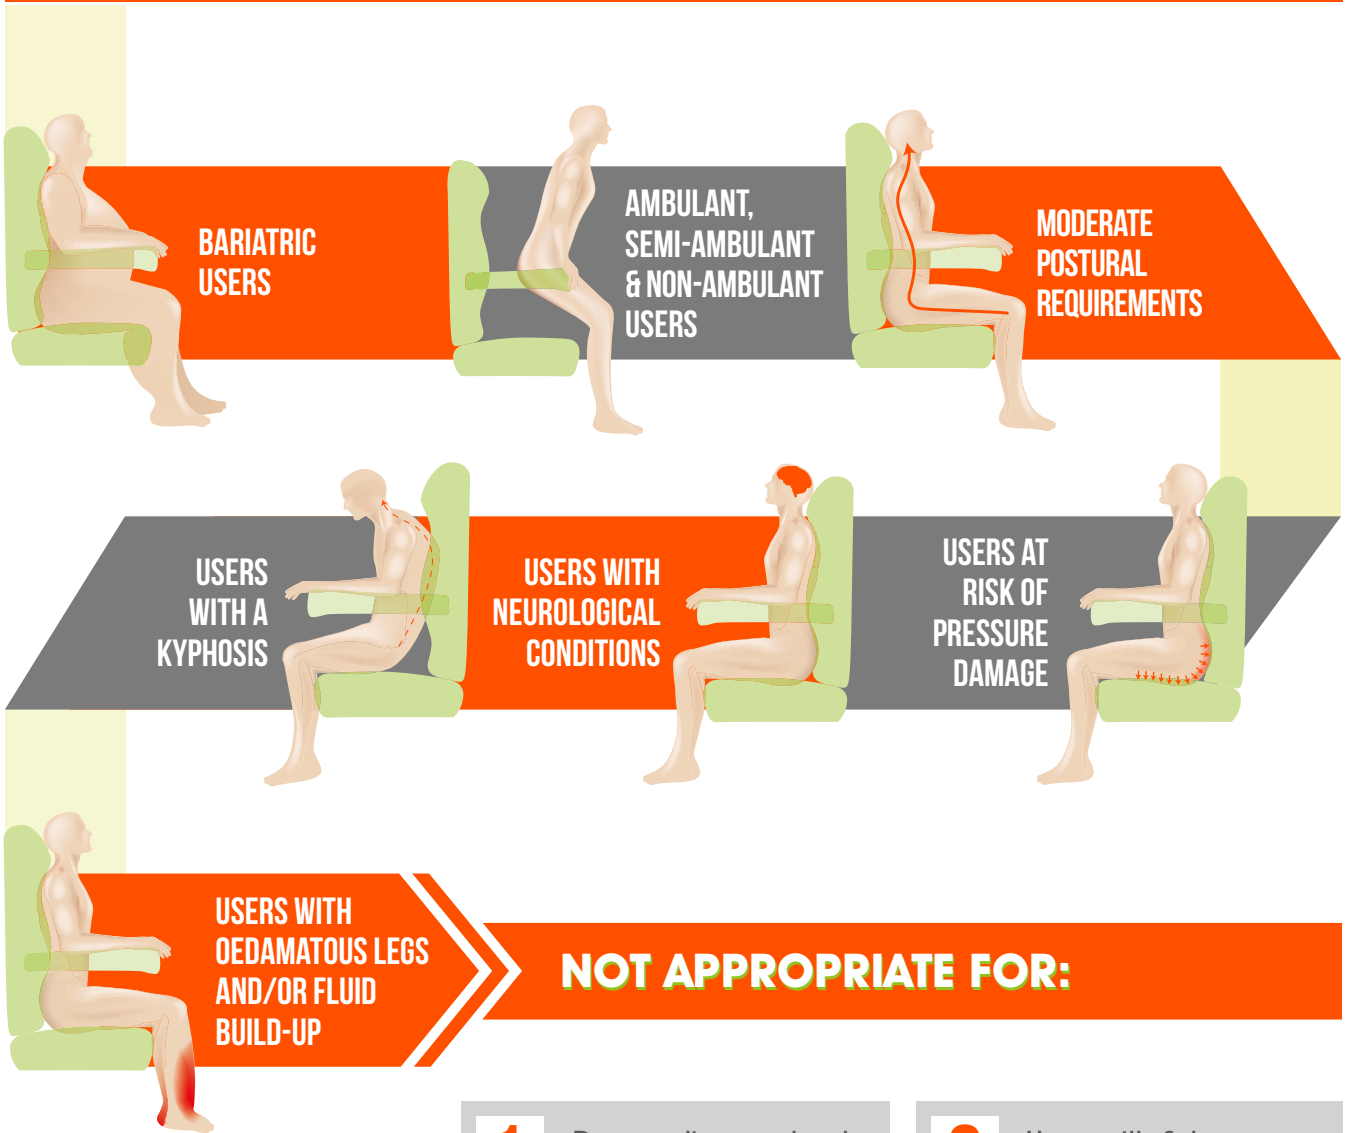 BARIATRIC
USERS
AMBULANT,
SEMI-AMBULANT
& NON-AMBULANT
USERS
MODERATE
POSTURAL
REQUIREMENTS
USERS
WITH A
KYPHOSIS
USERS WITH
NEUROLOGICAL
CONDITIONS
USERS AT
RISK OF
PRESSURE
DAMAGE
USERS WITH
OEDAMATOUS LEGS
AND/OR FLUID
BUILD-UP
NOT APPROPRIATE FOR:
1